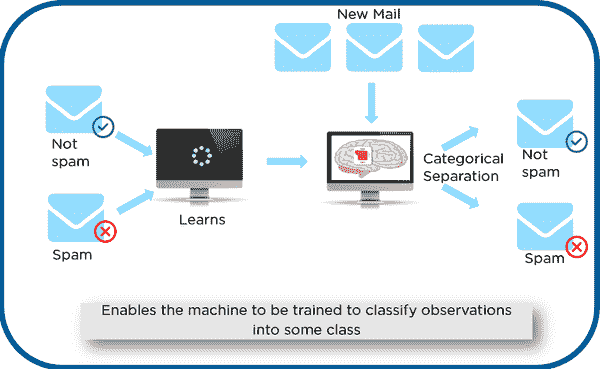 New Mail
Not
spam
Spam
Learns
Categorical
Separation
Not
spam
Spam
Enables the machine to be trained to classify observations
into some class